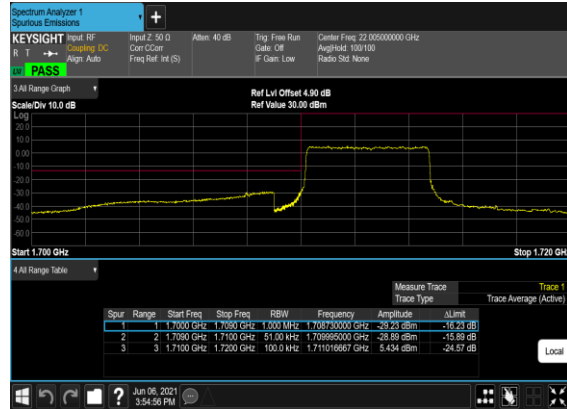 Spectrum Analyzer 1
Spurious Emissions
KEYSIGHT Input: RF Input Z: 50 Ω Atten: 40 dB Trig: Free Run Center Freq: 22.005000000 GHz
R T Coupling: DC Corr CCorr Gate: Off Avg|Hold: 100/100
Align: Auto Freq Ref: Int (S) IF Gain: Low Radio Std: None
PASS
3 All Range Graph
Ref Lvl Offset 4.90 dB
Scale/Div 10.0 dB Ref Value 30.00 dBm
Log
20.0
10.0
0.00
-10.0
-20.0
-30.0
-40.0
-50.0
-60.0
Start 1.700 GHz Stop 1.720 GH
4 All Range Table
Measure Trace Trace 1
Trace Type Trace Average (Active)
Spur Range Start Freq Stop Freq RBW Frequency Amplitude ΔLimit
1 1 1.7000 GHz 1.7090 GHz 1.000 MHz 1.708730000 GHz -29.23 dBm -16.23 dB
2 2 1.7090 GHz 1.7100 GHz 51.00 kHz 1.709995000 GHz -28.89 dBm -15.89 dB
3 3 1.7100 GHz 1.7200 GHz 100.0 kHz 1.711016667 GHz 5.434 dBm -24.57 dB
Local
? Jun 06, 2021
3:54:56 PM